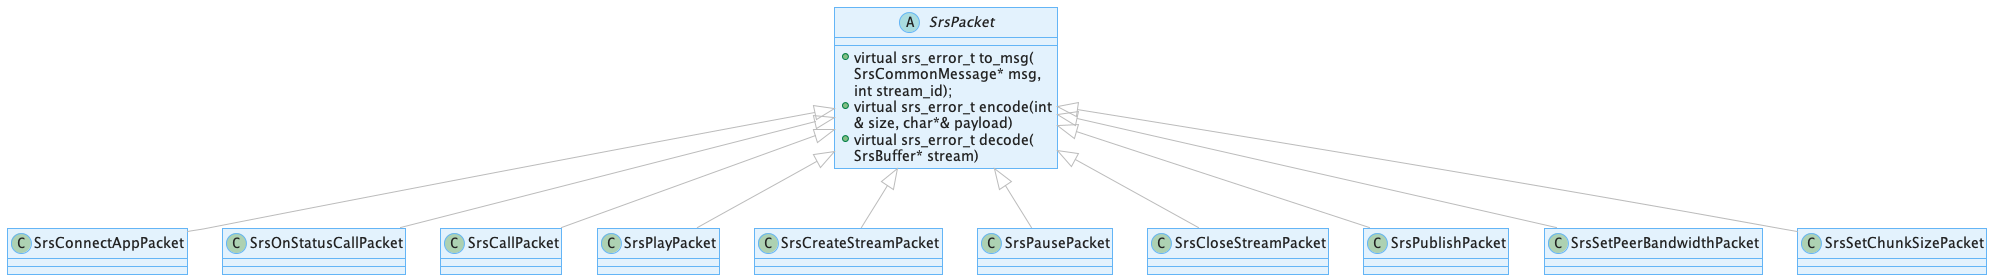 A SrsPacket
virtual srs_error_t to_msg(
SrsCommonMessage* msg,
int stream_id);
virtual srs_error_t encode(int
& size, char*& payload)
virtual srs_error_t decode(
SrsBuffer* stream)
C SrsConnectAppPacket
C SrsOnStatusCallPacket
C SrsCallPacket
C SrsPlayPacket
C SrsCreateStreamPacket
C SrsPausePacket
C SrsCloseStreamPacket
C SrsPublishPacket
C SrsSetPeerBandwidthPacket
C SrsSetChunkSizePacket